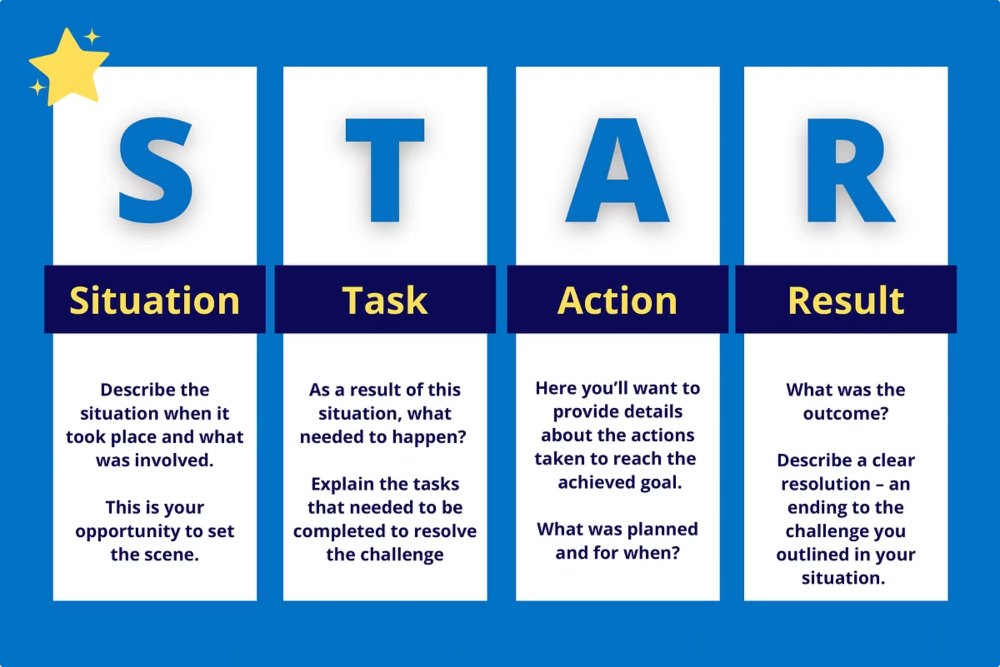 S
Situation
Describe the
situation when it
took place and what
was involved.
This is your
opportunity to set
the scene.
T
Task
As a result of this
situation, what
needed to happen?
Explain the tasks
that needed to be
completed to resolve
the challenge
A
Action
Here you’ll want to
provide details
about the actions
taken to reach the
achieved goal.
What was planned
and for when?
R
Result
What was the
outcome?
Describe a clear
resolution – an
ending to the
challenge you
outlined in your
situation.